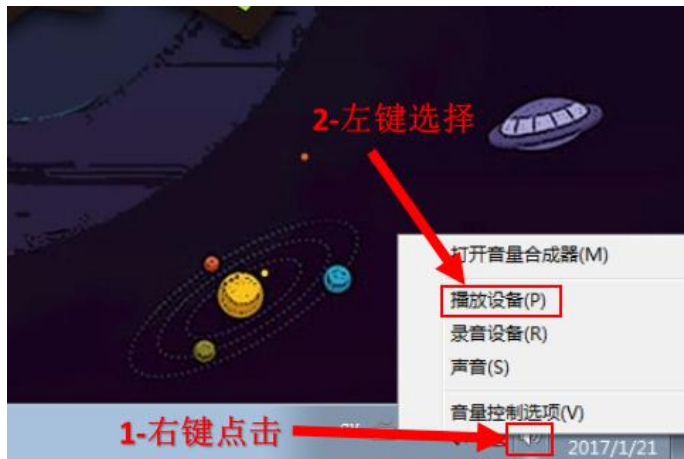 2-左键选择
打开音量合成器(M)
播放设备(P)
录音设备(R)
声音(S)
音量控制选项(V)
1-右键点击
2017/1/21